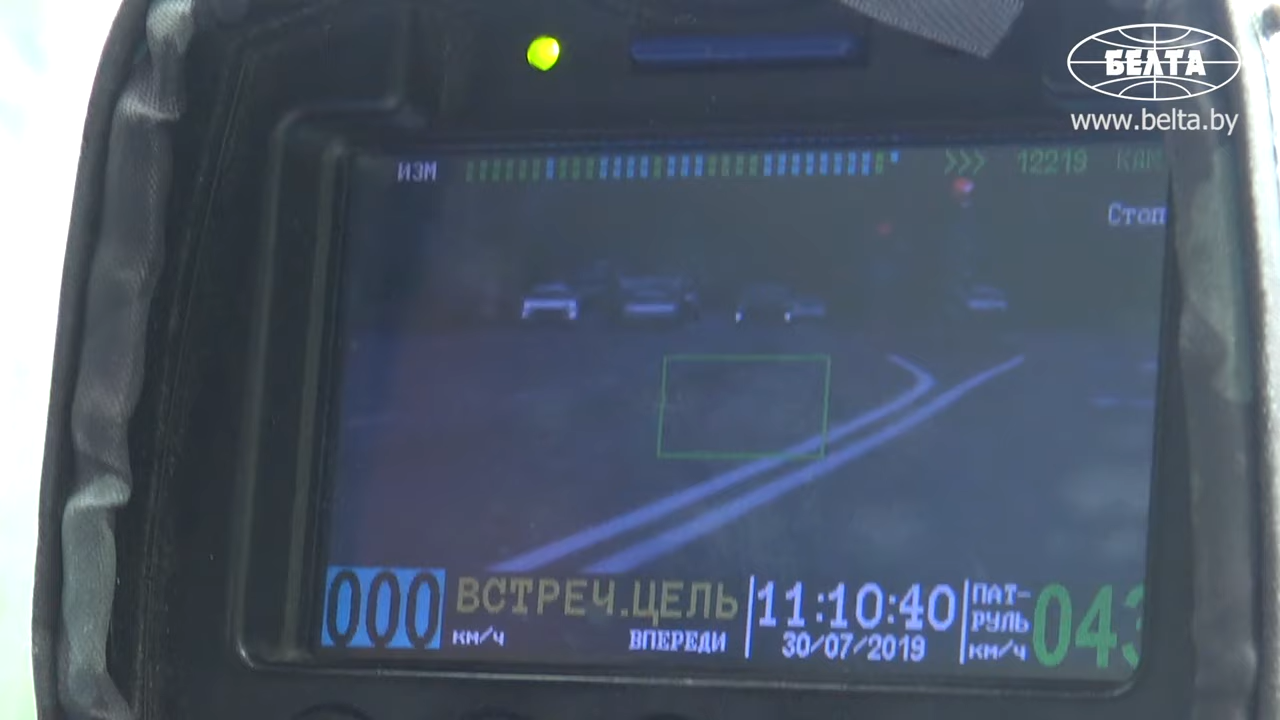 БЕЛТА
www.belta.by
ИЗМ >>> 12219 КАМ
Стоп
000 км/ч
ВСТРЕЧ.ЦЕЛЬ
ВПЕРЕДИ
11:10:40
30/07/2019
ПАТ-
РУЛЬ
км/ч
043